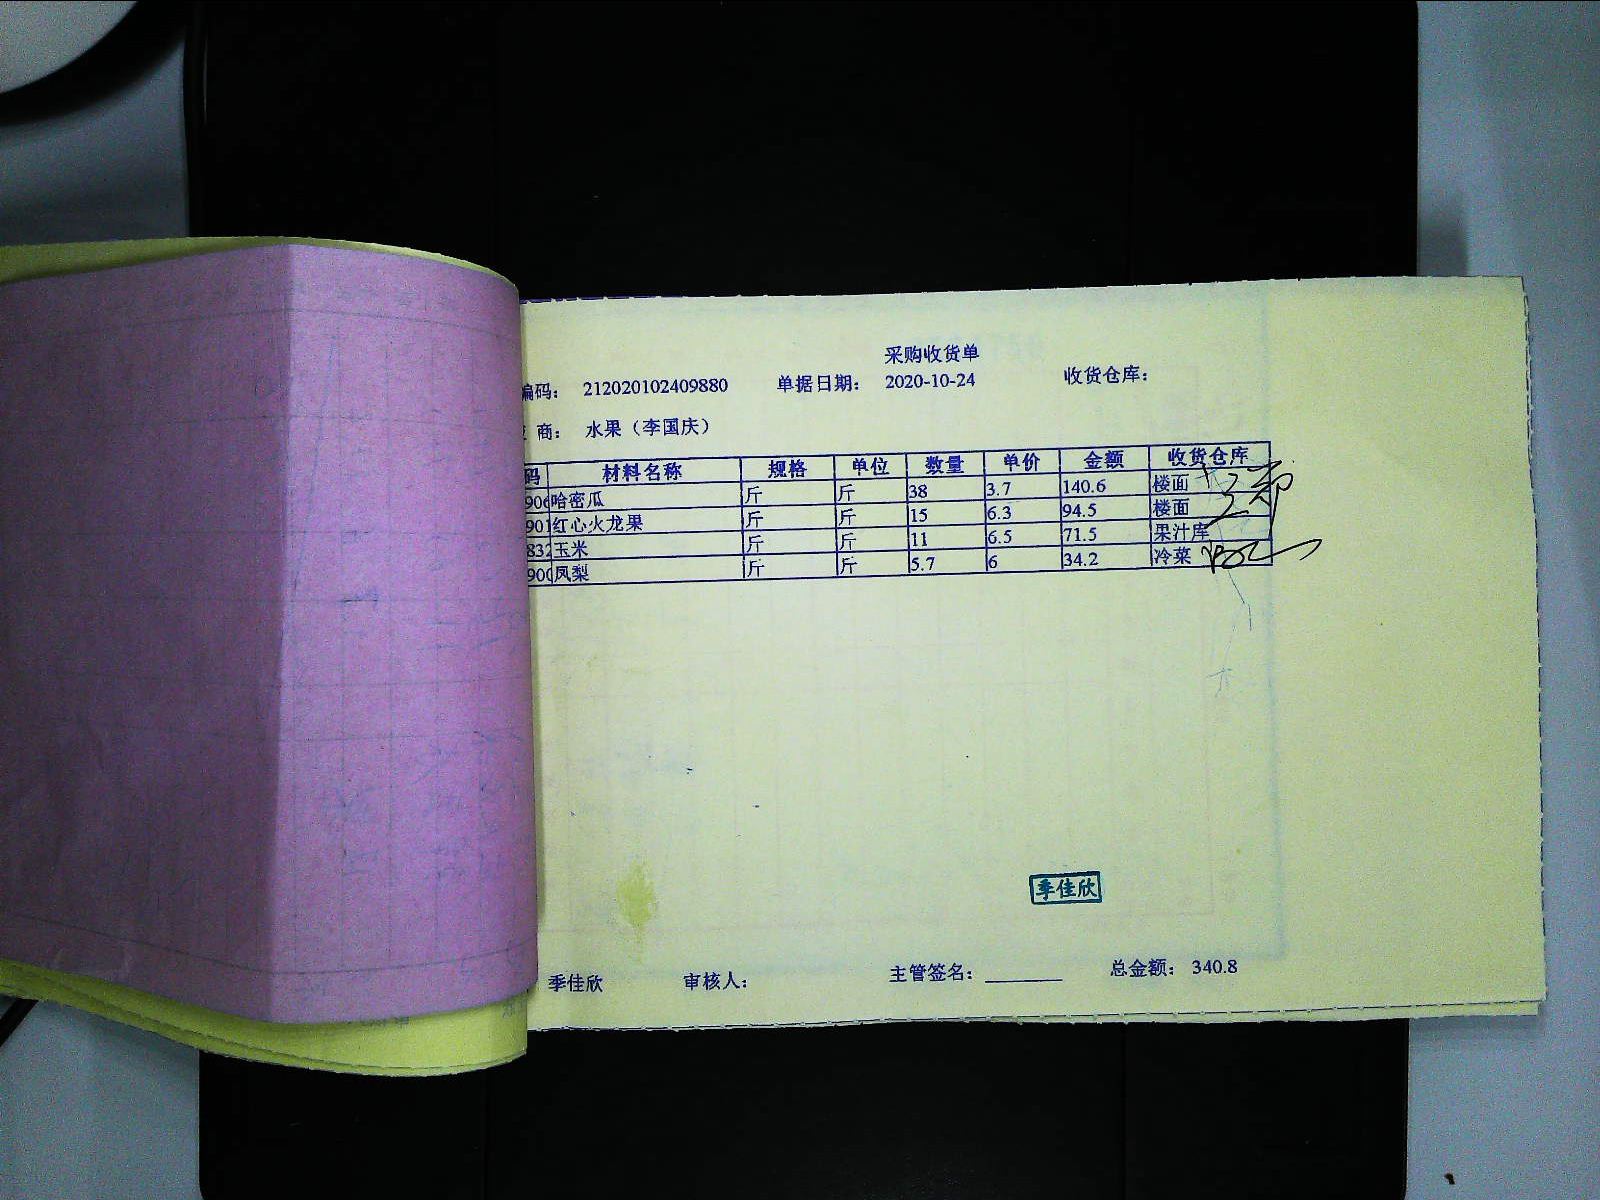 采购收货单
编码： 212020102409880 单据日期： 2020-10-24 收货仓库：
商： 水果（李国庆）
码 材料名称 规格 单位 数量 单价 金额 收货仓库
906 哈密瓜 斤 斤 38 3.7 140.6 楼面
901 红心火龙果 斤 斤 15 6.3 94.5 楼面
832 玉米 斤 斤 11 6.5 71.5 果汁库
900 凤梨 斤 斤 5.7 6 34.2 冷菜
季佳欣
季佳欣 审核人： 主管签名： ________ 总金额： 340.8